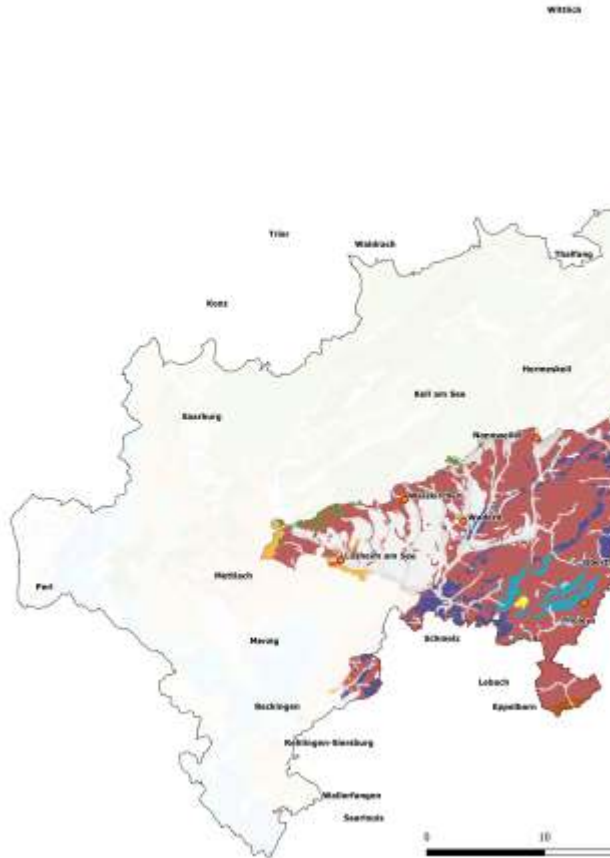 Wittlich
Trier
Waldrach
Thalfang
Konz
Hermeskeil
Kell am See
Saarburg
Nonnweiler
Weiskirchen
Wadern
Losheim am See
Mettlach
Perl
Schmelz
Merzig
Lebach
Beckingen
Eppelborn
Rehlingen-Siersburg
Wallerfangen
Saarlouis
0 10